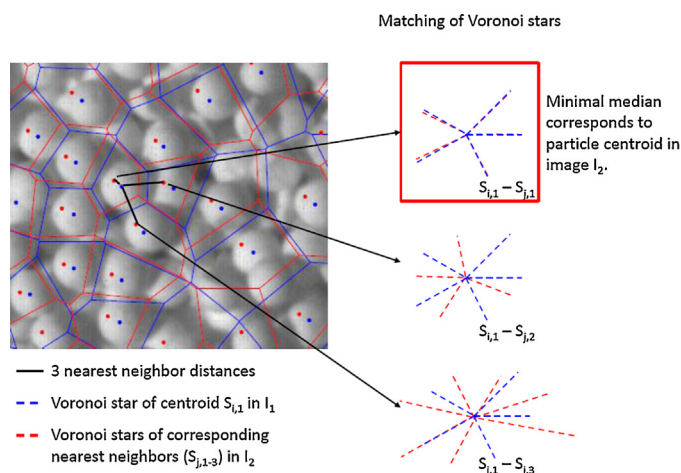 Matching of Voronoi stars
Minimal median
corresponds to
particle centroid in
image I₂.
Sᵢ,₁ – Sⱼ,₁
Sᵢ,₁ – Sⱼ,₂
Sᵢ,₁ – Sⱼ,₃
3 nearest neighbor distances
Voronoi star of centroid Sᵢ,₁ in I₁
Voronoi stars of corresponding
nearest neighbors (Sⱼ,₁₋₃) in I₂